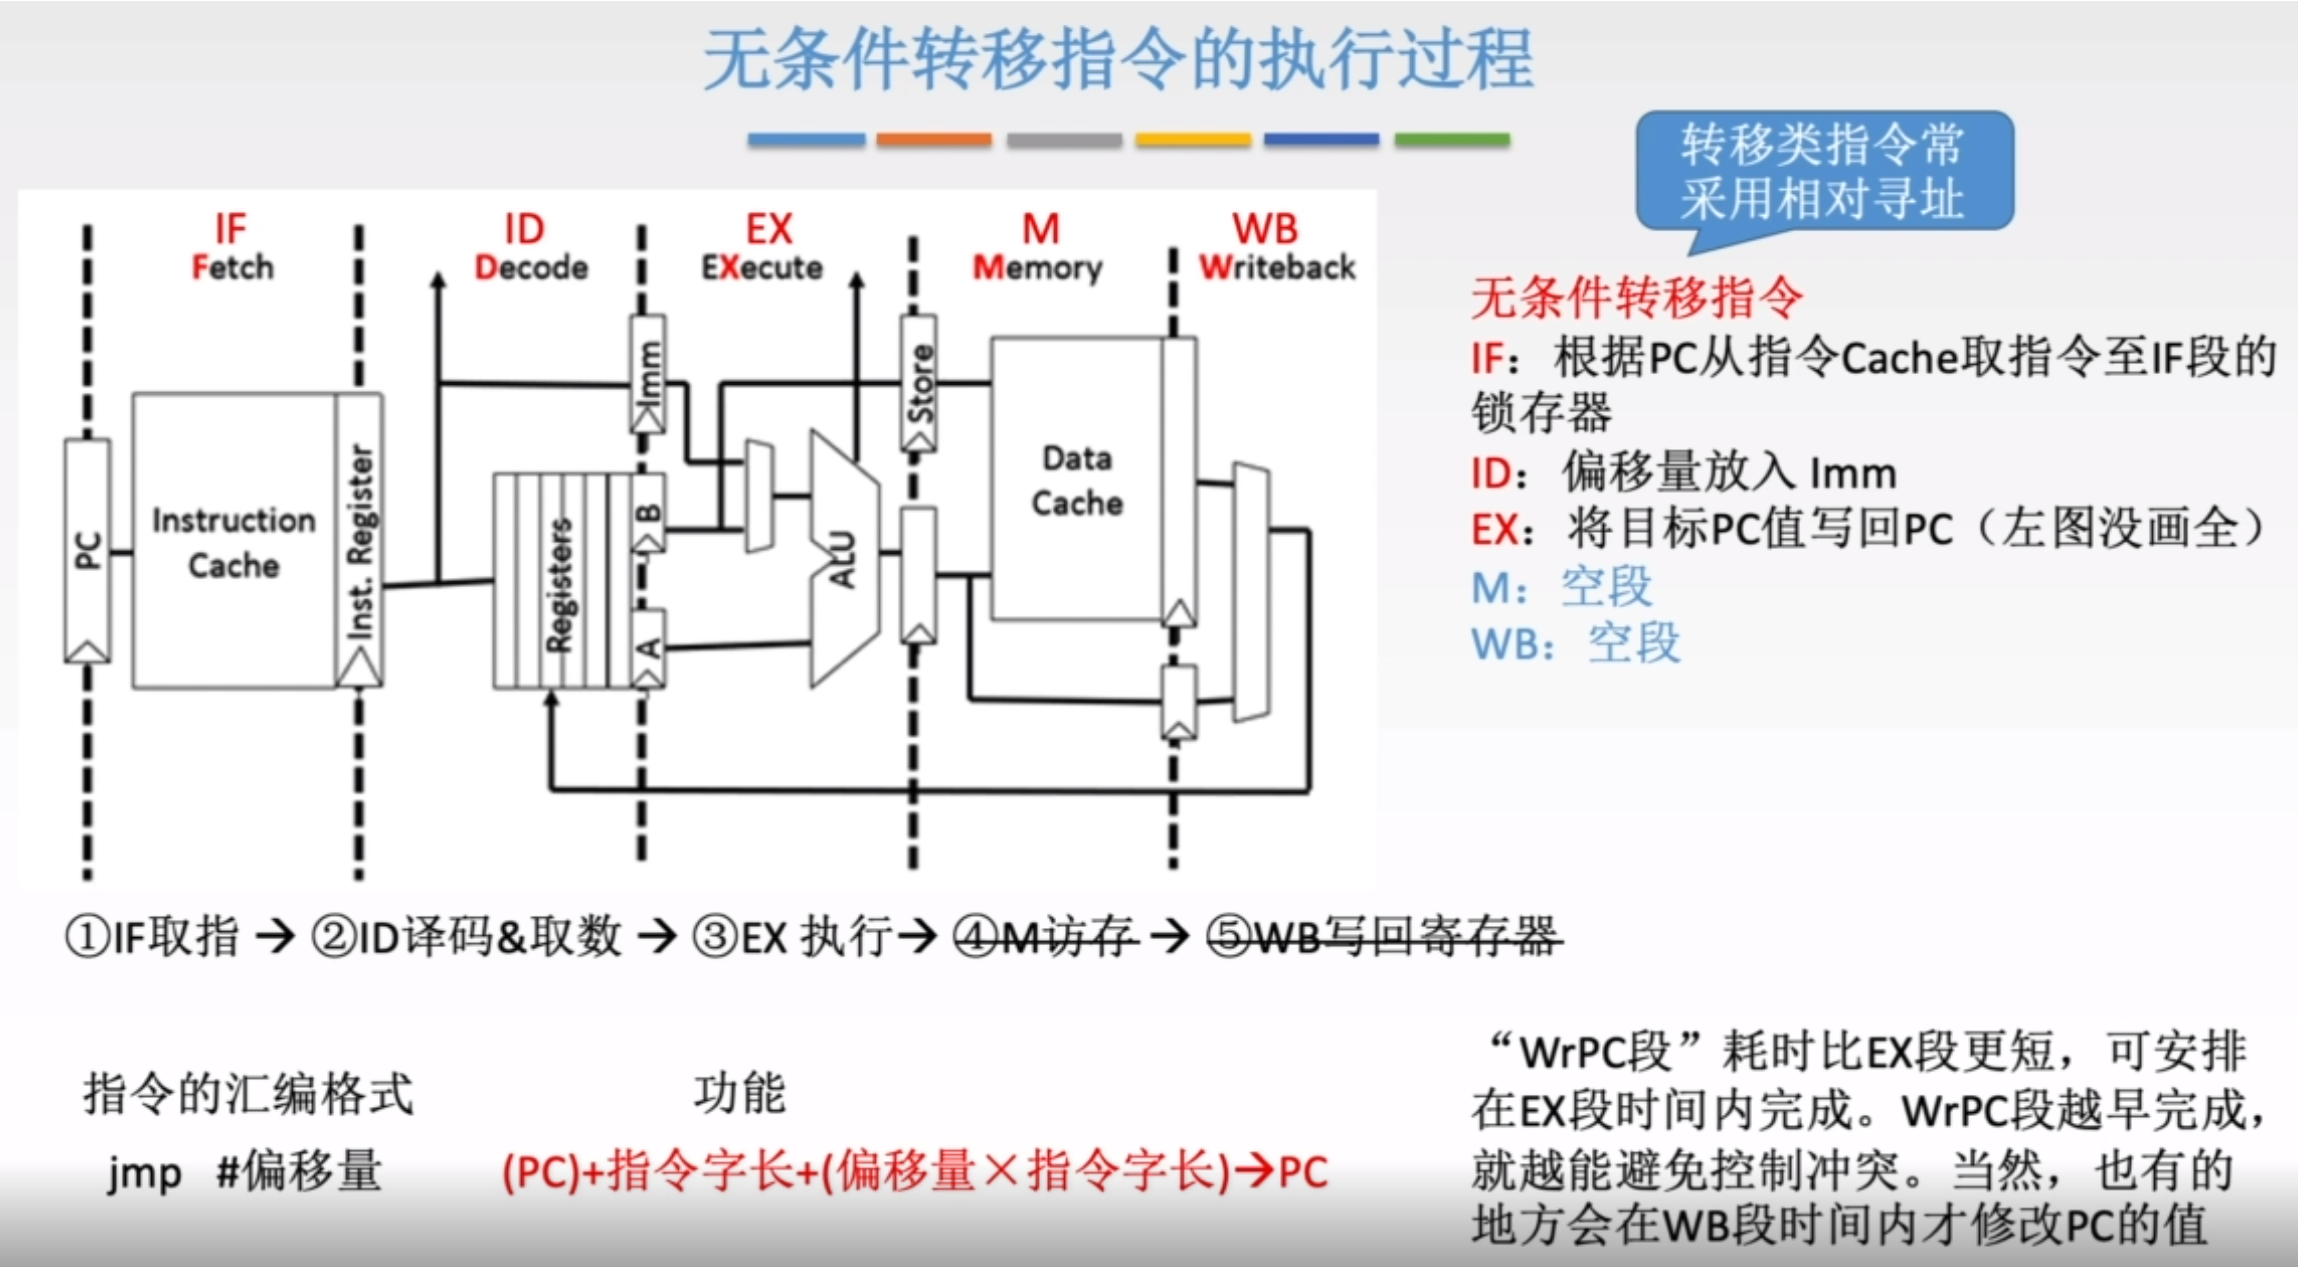 无条件转移指令的执行过程
转移类指令常
采用相对寻址
IF
Fetch
ID
Decode
EX
EXecute
M
Memory
WB
Writeback
PC
Instruction
Cache
Inst. Register
Registers
Imm
B
A
ALU
Store
Data
Cache
无条件转移指令
IF：根据PC从指令Cache取指令至IF段的
锁存器
ID：偏移量放入 Imm
EX：将目标PC值写回PC（左图没画全）
M：空段
WB：空段
①IF取指 → ②ID译码&取数 → ③EX 执行→ ④M访存 → ⑤WB写回寄存器
指令的汇编格式 功能
jmp #偏移量 (PC)+指令字长+(偏移量×指令字长)→PC
“WrPC段”耗时比EX段更短，可安排
在EX段时间内完成。WrPC段越早完成，
就越能避免控制冲突。当然，也有的
地方会在WB段时间内才修改PC的值